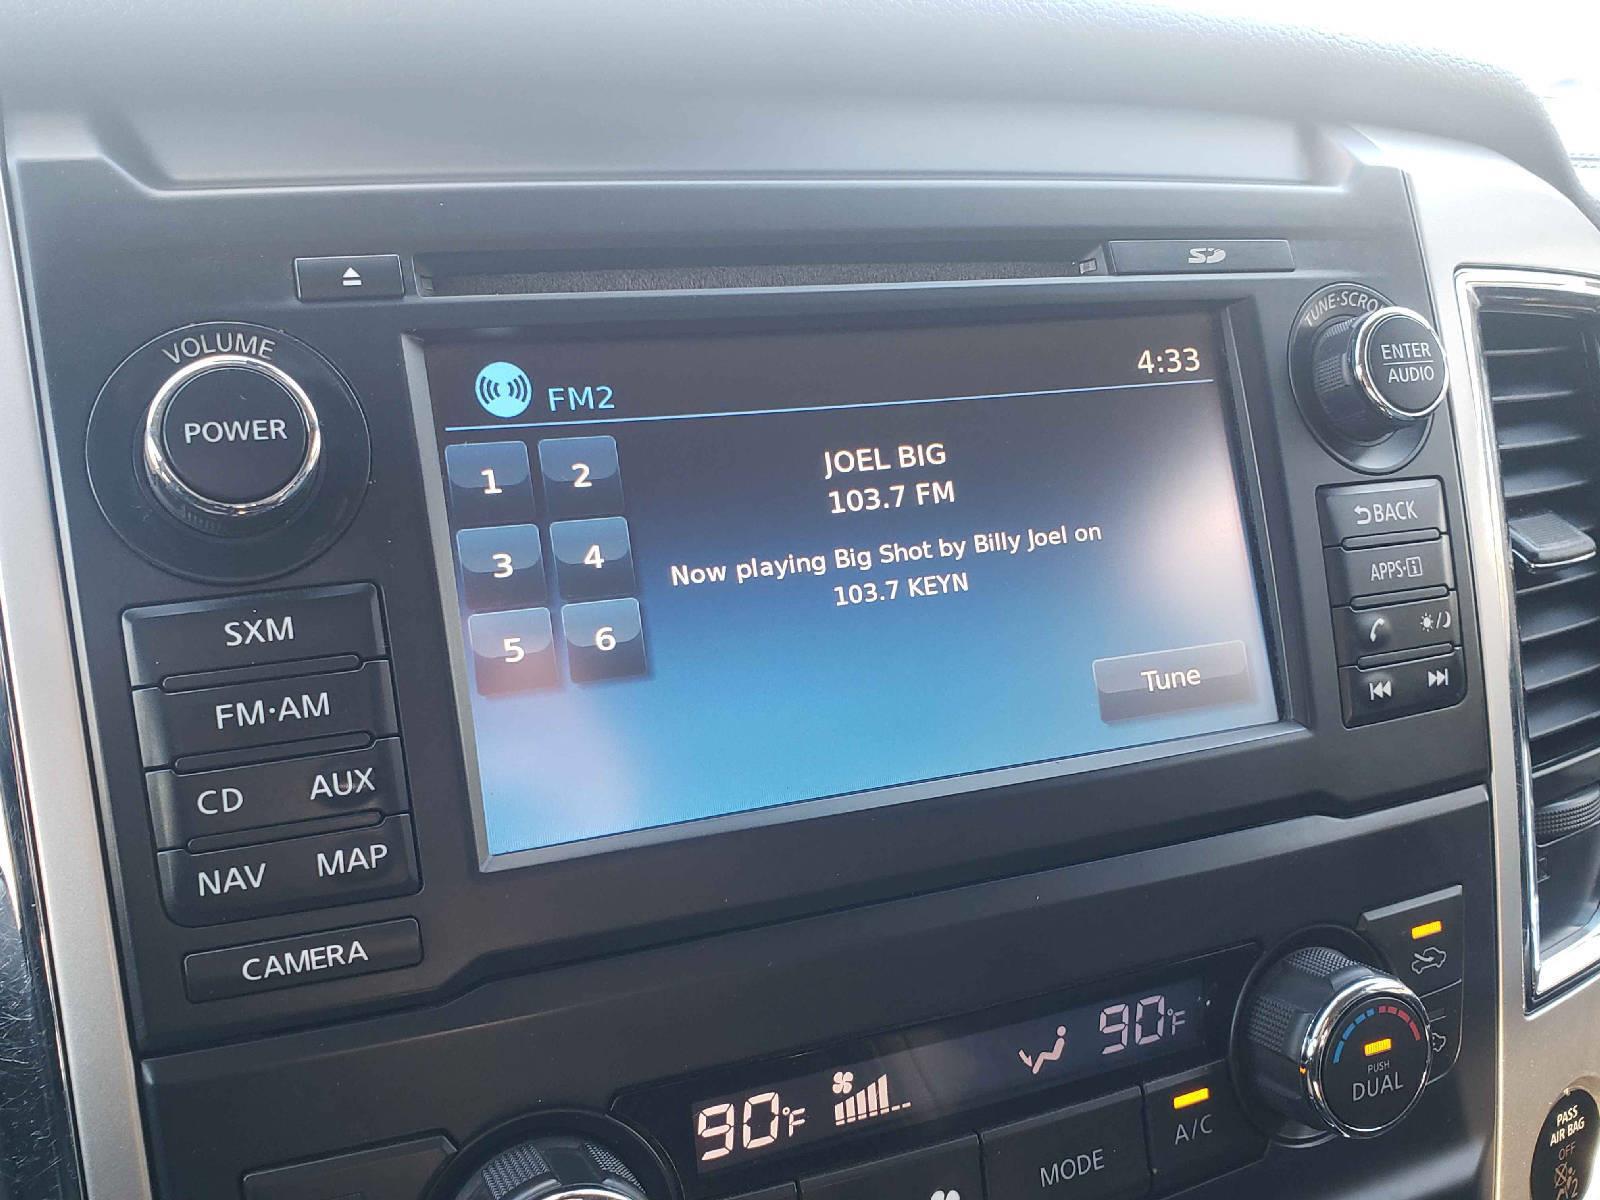 SD
VOLUME
POWER
TUNE·SCRO
ENTER
AUDIO
FM2
4:33
1
2
3
4
5
6
JOEL BIG
103.7 FM
Now playing Big Shot by Billy Joel on
103.7 KEYN
Tune
BACK
APPS·i
SXM
FM·AM
CD AUX
NAV MAP
CAMERA
90°F
90°F
PUSH
DUAL
A/C
MODE
PASS
AIR BAG
OFF